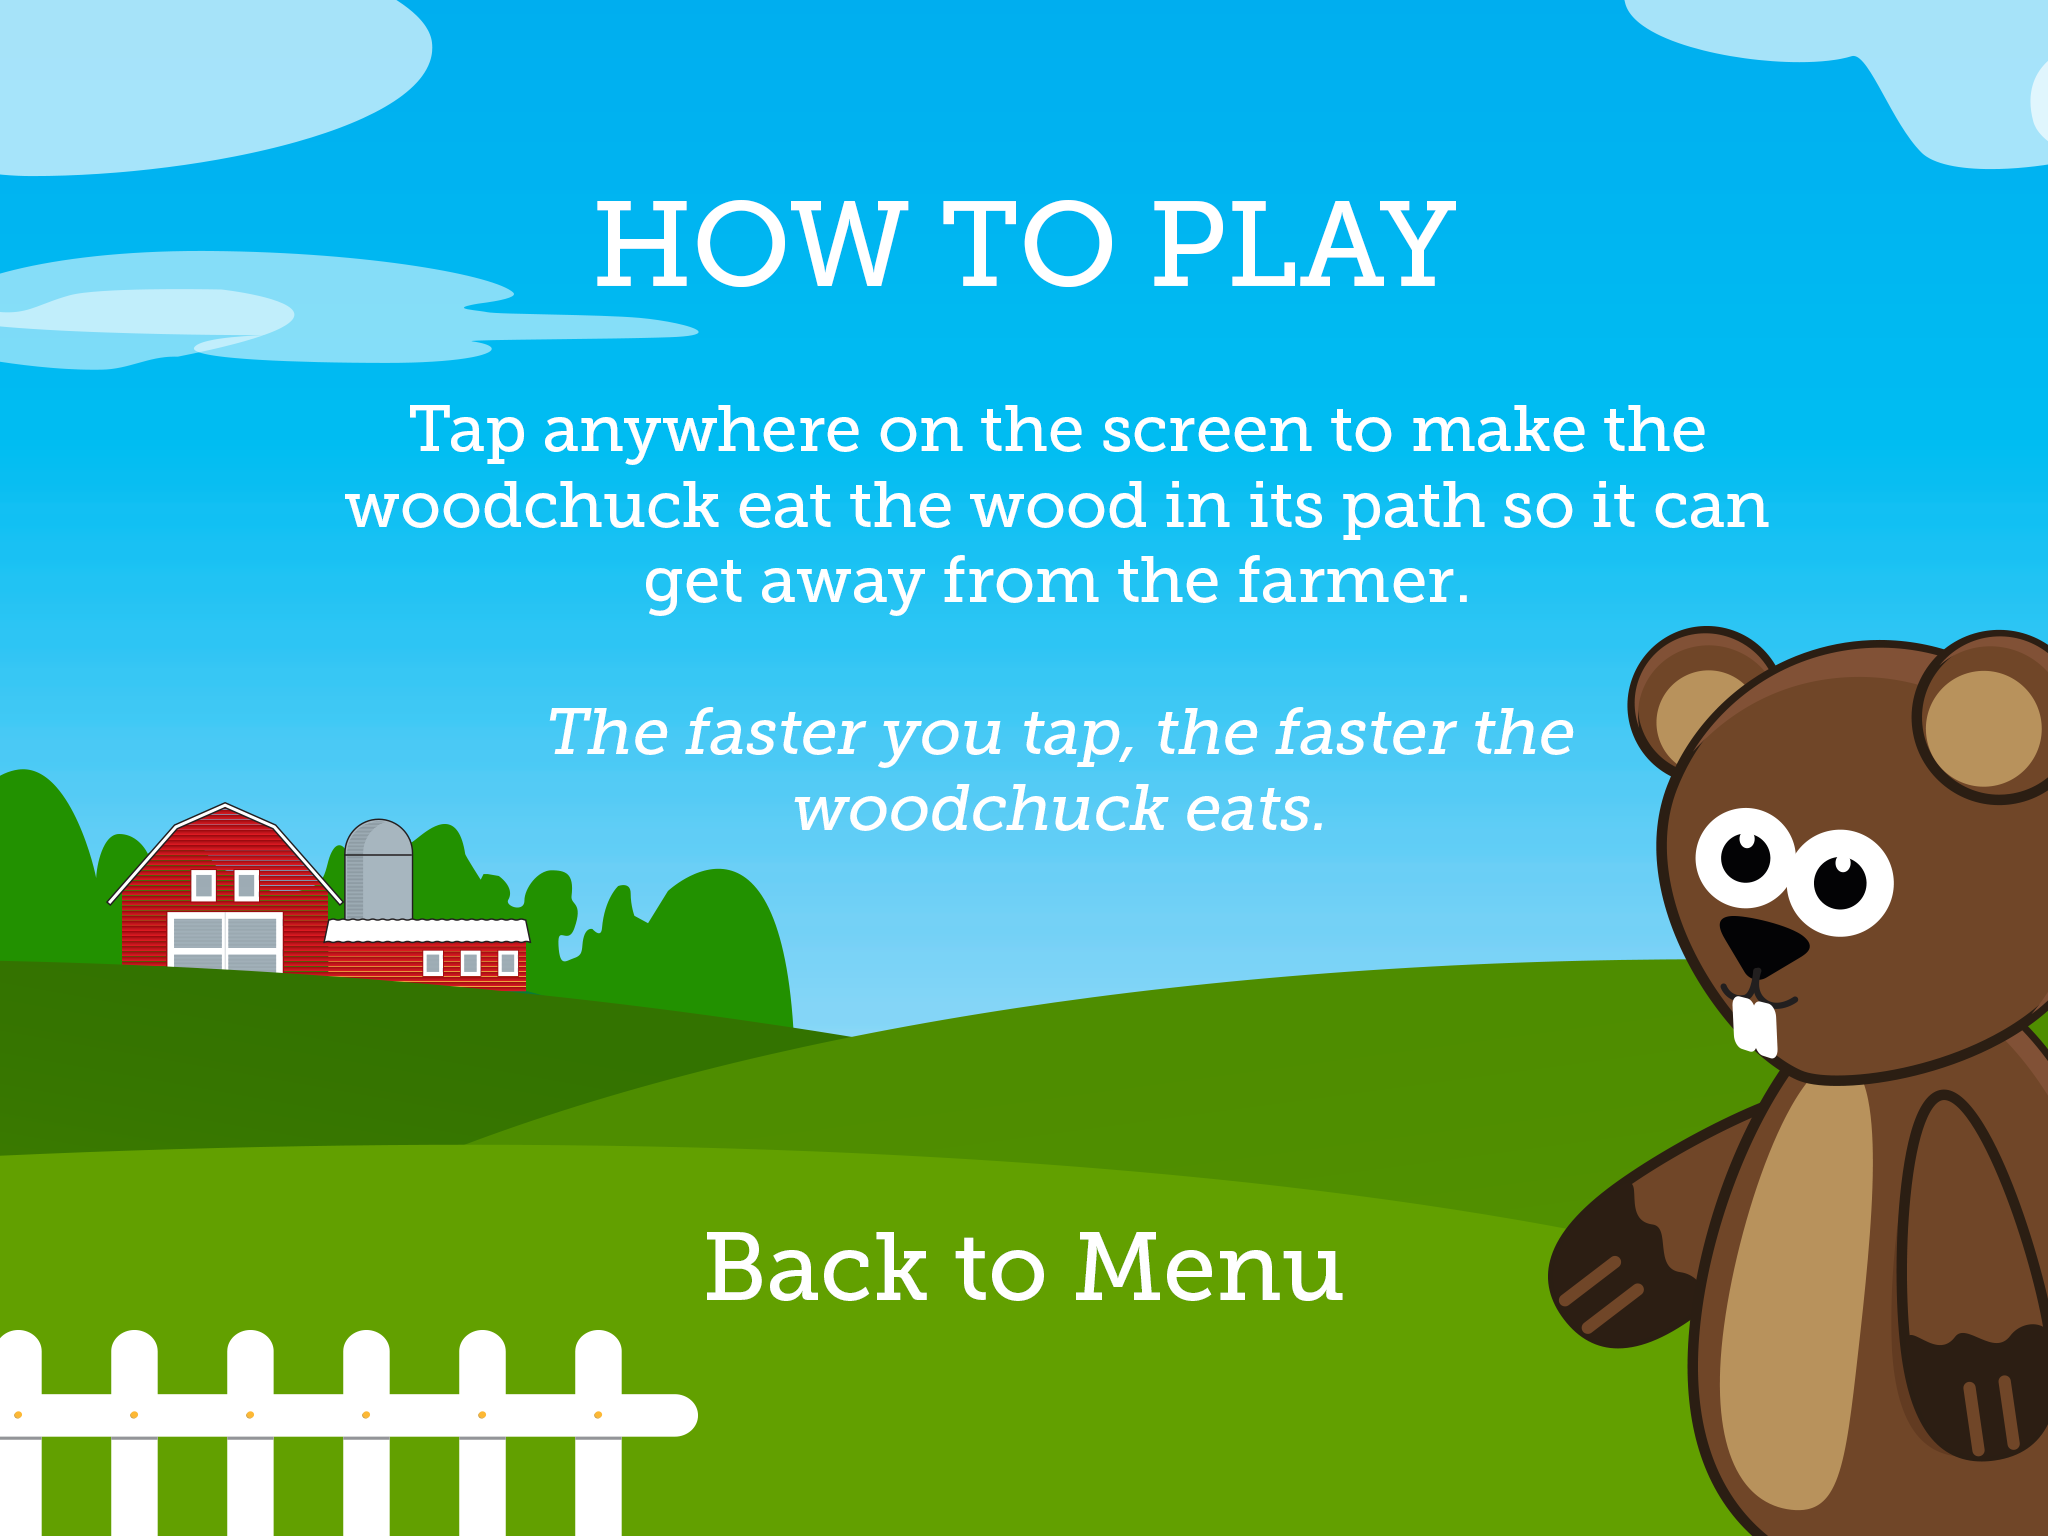 HOW TO PLAY
Tap anywhere on the screen to make the
woodchuck eat the wood in its path so it can
get away from the farmer.
The faster you tap, the faster the
woodchuck eats.
Back to Menu